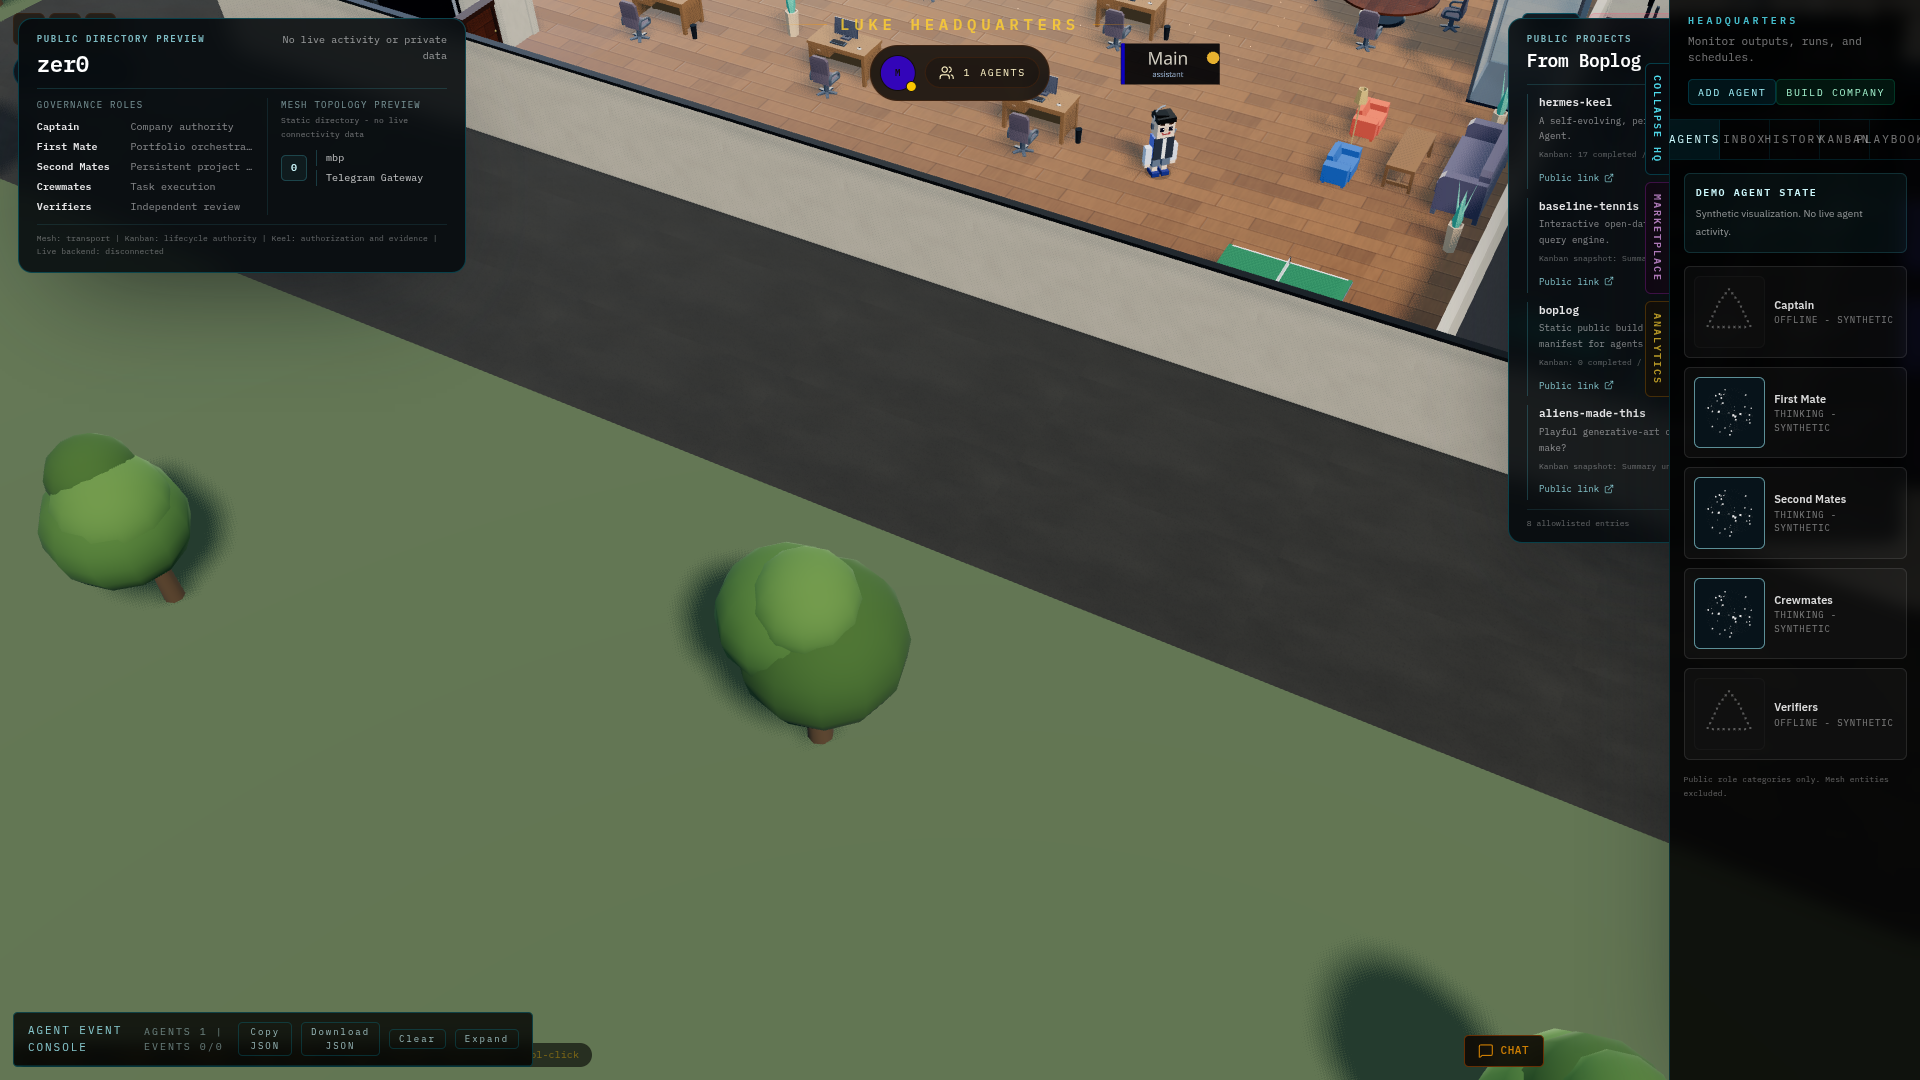 PUBLIC DIRECTORY PREVIEW
zer0
No live activity or private
data
GOVERNANCE ROLES
Captain Company authority
First Mate Portfolio orchestra…
Second Mates Persistent project …
Crewmates Task execution
Verifiers Independent review
MESH TOPOLOGY PREVIEW
Static directory - no live
connectivity data
0
mbp
Telegram Gateway
Mesh: transport | Kanban: lifecycle authority | Keel: authorization and evidence |
Live backend: disconnected
LUKE HEADQUARTERS
M
1 AGENTS
Main
assistant
PUBLIC PROJECTS
From Boplog
hermes-keel
A self-evolving,
Agent.
Kanban: 17 completed /
Public link
baseline-tennis
Interactive
query engine.
Kanban snapshot:
Public link
boplog
Static public build
manifest for agents
Kanban: 0 completed /
Public link
aliens-made-this
Playful generative-art
make?
Kanban snapshot: Summary
Public link
8 allowlisted entries
COLLAPSE HQ
MARKETPLACE
ANALYTICS
HEADQUARTERS
Monitor outputs, runs, and
schedules.
ADD AGENT
BUILD COMPANY
AGENTS INBOX HISTORY KANBAN PLAYBOOK
DEMO AGENT STATE
Synthetic visualization. No live agent
activity.
Captain
OFFLINE - SYNTHETIC
First Mate
THINKING -
SYNTHETIC
Second Mates
THINKING -
SYNTHETIC
Crewmates
THINKING -
SYNTHETIC
Verifiers
OFFLINE - SYNTHETIC
Public role categories only. Mesh entities
excluded.
AGENT EVENT
CONSOLE
AGENTS 1 |
EVENTS 0/0
Copy
JSON
Download
JSON
Clear
Expand
CHAT